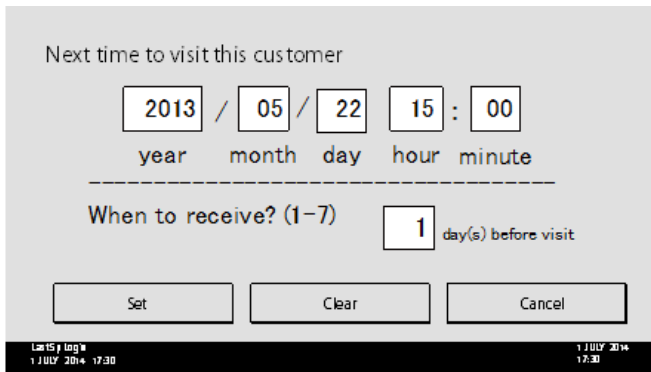 Next time to visit this customer
2013 / 05 / 22 15 : 00
year month day hour minute
When to receive? (1-7) 1 day(s) before visit
Set Clear Cancel
1 JULY 2014
1 JULY 2014 17:30 17:30